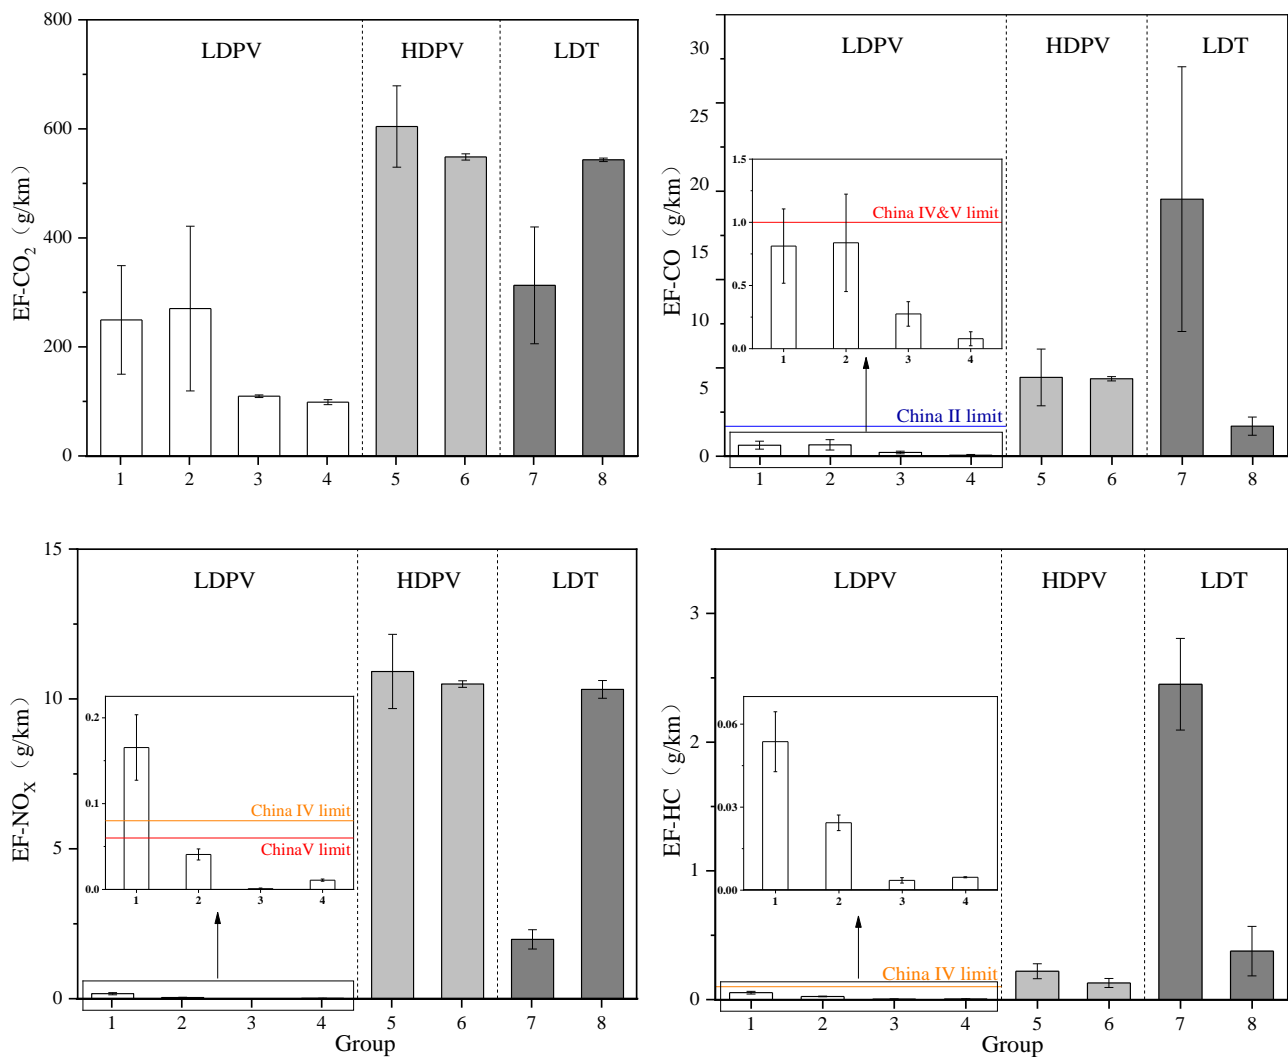 800
600
400
200
0
EF-CO2（g/km）
LDPV
HDPV
LDT
1 2 3 4 5 6 7 8
30
25
20
15
10
5
0
EF-CO（g/km）
LDPV
HDPV
LDT
1.5
1.0
0.5
0.0
China IV&V limit
1 2 3 4
China II limit
1 2 3 4 5 6 7 8
15
10
5
0
EF-NOX（g/km）
LDPV
HDPV
LDT
0.2
0.1
0.0
China IV limit
ChinaV limit
1 2 3 4
1 2 3 4 5 6 7 8
Group
3
2
1
0
EF-HC（g/km）
LDPV
HDPV
LDT
0.06
0.03
0.00
1 2 3 4
China IV limit
1 2 3 4 5 6 7 8
Group